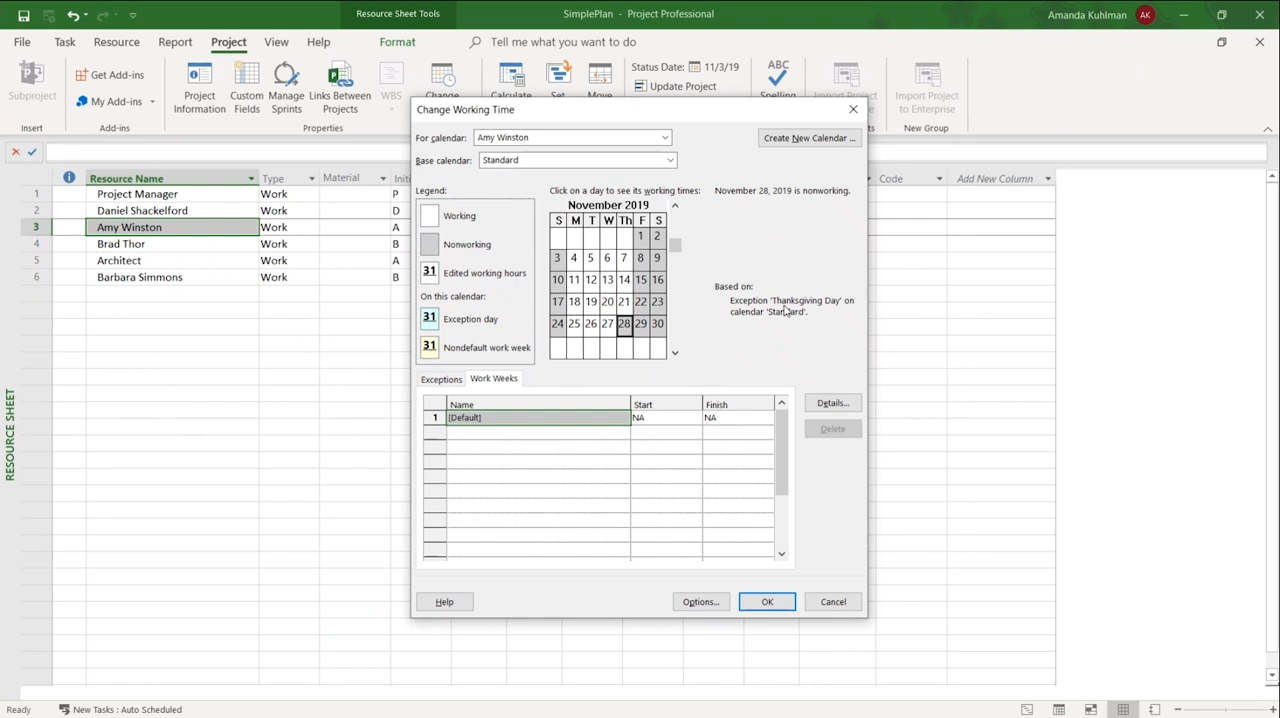 Resource Sheet Tools
SimplePlan - Project Professional
Amanda Kuhlman AK
File Task Resource Report Project View Help Format Tell me what you want to do
Subproject
Get Add-ins
My Add-ins
Project Information
Custom Fields
Manage Sprints
Links Between Projects
WBS
Change
Calculate
Set
Move
Status Date: 11/3/19
Update Project
ABC
Spelling
Import Project
Import Project to Enterprise
Insert Add-ins Properties New Group
Resource Name Type Material Code Add New Column
1 Project Manager Work P
2 Daniel Shackelford Work D
3 Amy Winston Work A
4 Brad Thor Work B
5 Architect Work A
6 Barbara Simmons Work B
RESOURCE SHEET
Change Working Time
For calendar: Amy Winston
Create New Calendar ...
Base calendar: Standard
Legend:
Working
Nonworking
31 Edited working hours
On this calendar:
31 Exception day
31 Nondefault work week
Click on a day to see its working times:
November 2019
S M T W Th F S
1 2
3 4 5 6 7 8 9
10 11 12 13 14 15 16
17 18 19 20 21 22 23
24 25 26 27 28 29 30
November 28, 2019 is nonworking.
Based on:
Exception 'Thanksgiving Day' on
calendar 'Standard'.
Exceptions Work Weeks
Name Start Finish
1 [Default] NA NA
Details...
Delete
Help Options... OK Cancel
Ready New Tasks : Auto Scheduled